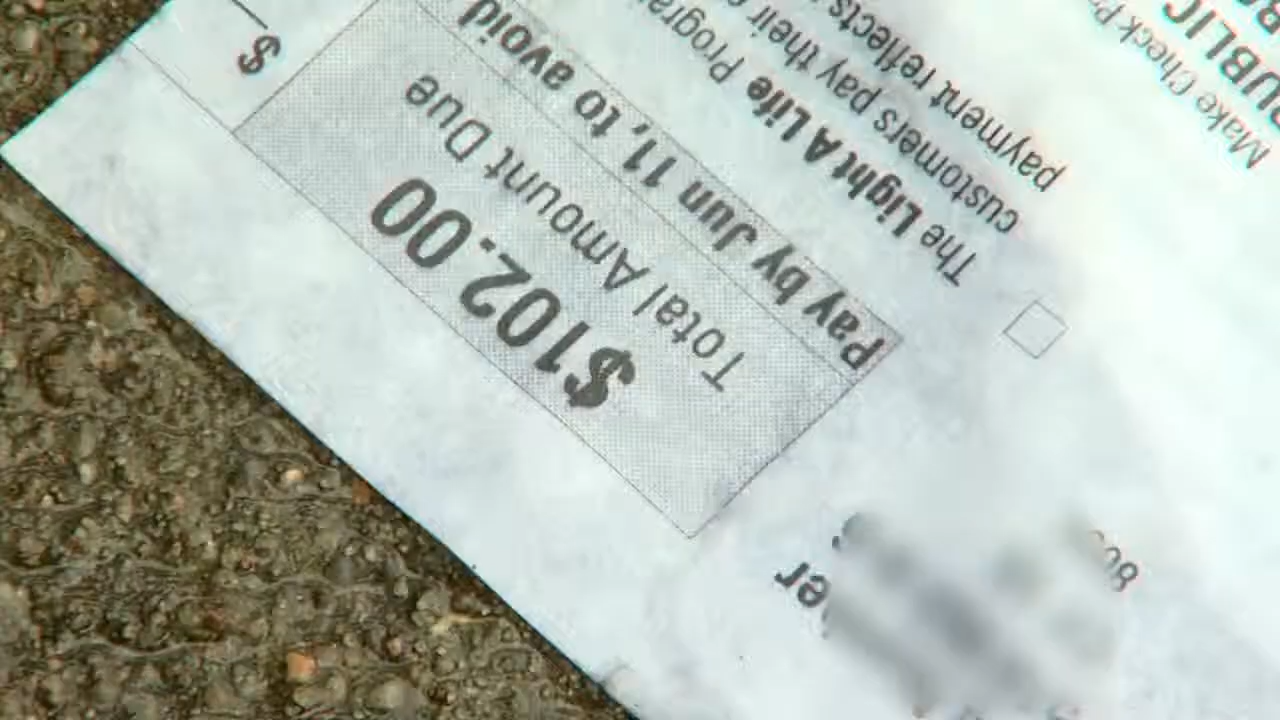 $102.00 $
Total Amount Due
Pay by Jun 11, to avoid
The Light A Life
customers pay their
payment reflects
Make Check
PUBLIC